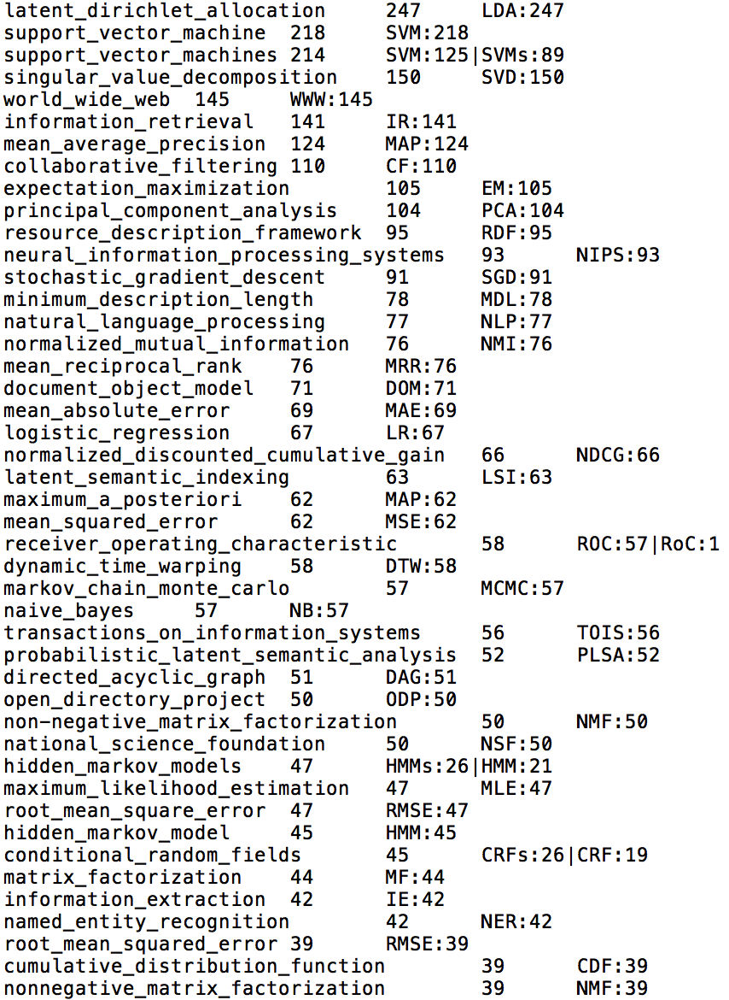 latent_dirichlet_allocation 247 LDA:247
support_vector_machine 218 SVM:218
support_vector_machines 214 SVM:125|SVMs:89
singular_value_decomposition 150 SVD:150
world_wide_web 145 WWW:145
information_retrieval 141 IR:141
mean_average_precision 124 MAP:124
collaborative_filtering 110 CF:110
expectation_maximization 105 EM:105
principal_component_analysis 104 PCA:104
resource_description_framework 95 RDF:95
neural_information_processing_systems 93 NIPS:93
stochastic_gradient_descent 91 SGD:91
minimum_description_length 78 MDL:78
natural_language_processing 77 NLP:77
normalized_mutual_information 76 NMI:76
mean_reciprocal_rank 76 MRR:76
document_object_model 71 DOM:71
mean_absolute_error 69 MAE:69
logistic_regression 67 LR:67
normalized_discounted_cumulative_gain 66 NDCG:66
latent_semantic_indexing 63 LSI:63
maximum_a_posteriori 62 MAP:62
mean_squared_error 62 MSE:62
receiver_operating_characteristic 58 ROC:57|RoC:1
dynamic_time_warping 58 DTW:58
markov_chain_monte_carlo 57 MCMC:57
naive_bayes 57 NB:57
transactions_on_information_systems 56 TOIS:56
probabilistic_latent_semantic_analysis 52 PLSA:52
directed_acyclic_graph 51 DAG:51
open_directory_project 50 ODP:50
non-negative_matrix_factorization 50 NMF:50
national_science_foundation 50 NSF:50
hidden_markov_models 47 HMMs:26|HMM:21
maximum_likelihood_estimation 47 MLE:47
root_mean_square_error 47 RMSE:47
hidden_markov_model 45 HMM:45
conditional_random_fields 45 CRFs:26|CRF:19
matrix_factorization 44 MF:44
information_extraction 42 IE:42
named_entity_recognition 42 NER:42
root_mean_squared_error 39 RMSE:39
cumulative_distribution_function 39 CDF:39
nonnegative_matrix_factorization 39 NMF:39